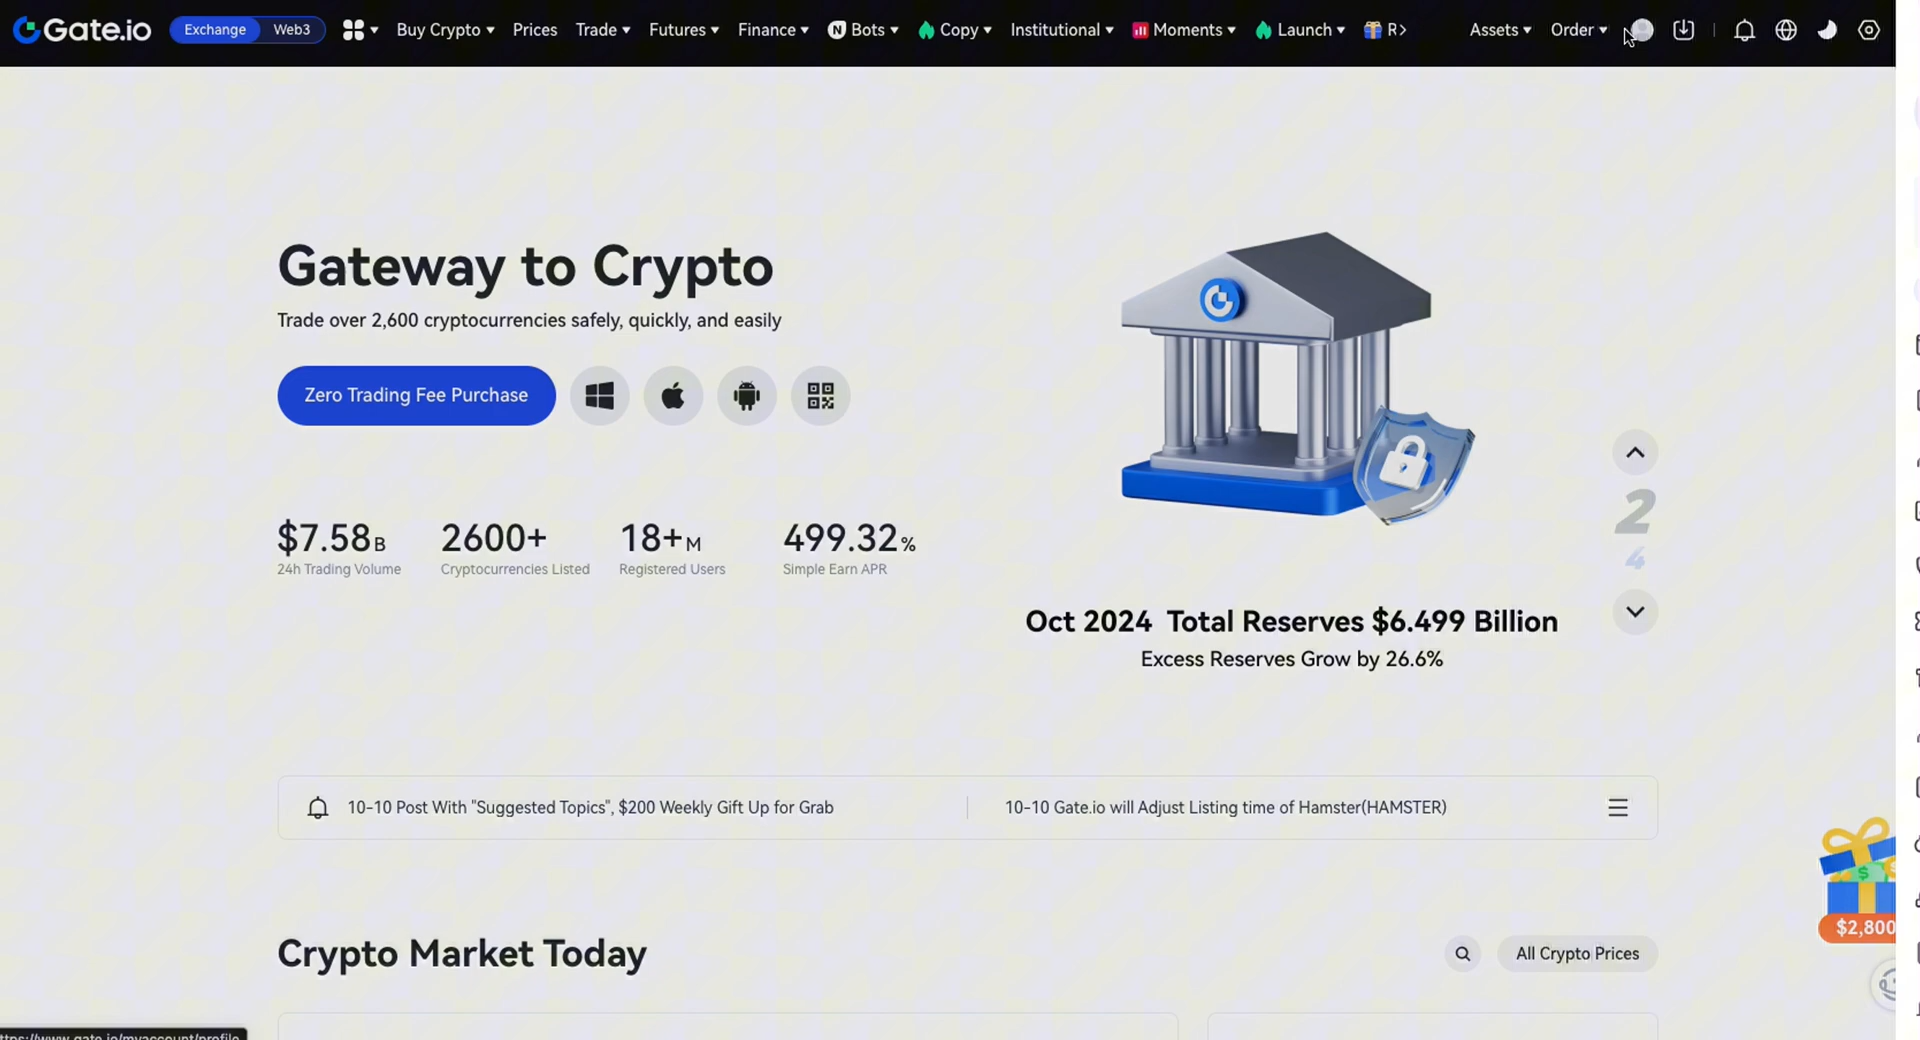 Gate.io Exchange Web3 Buy Crypto Prices Trade Futures Finance Bots Copy Institutional Moments Launch R Assets Order
Gateway to Crypto
Trade over 2,600 cryptocurrencies safely, quickly, and easily
Zero Trading Fee Purchase
$7.58 B 2600+ 18+ M 499.32 %
24h Trading Volume Cryptocurrencies Listed Registered Users Simple Earn APR
2
4
Oct 2024 Total Reserves $6.499 Billion
Excess Reserves Grow by 26.6%
10-10 Post With "Suggested Topics", $200 Weekly Gift Up for Grab
10-10 Gate.io will Adjust Listing time of Hamster(HAMSTER)
$2,800
Crypto Market Today
All Crypto Prices